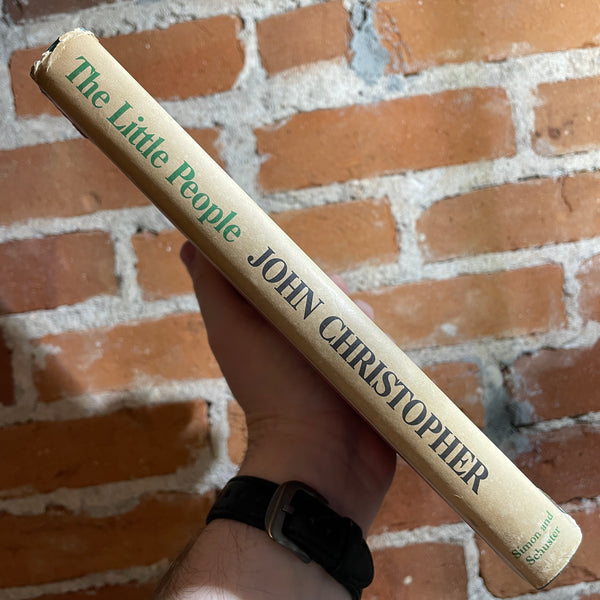 The Little People
JOHN CHRISTOPHER
Simon and
Schuster